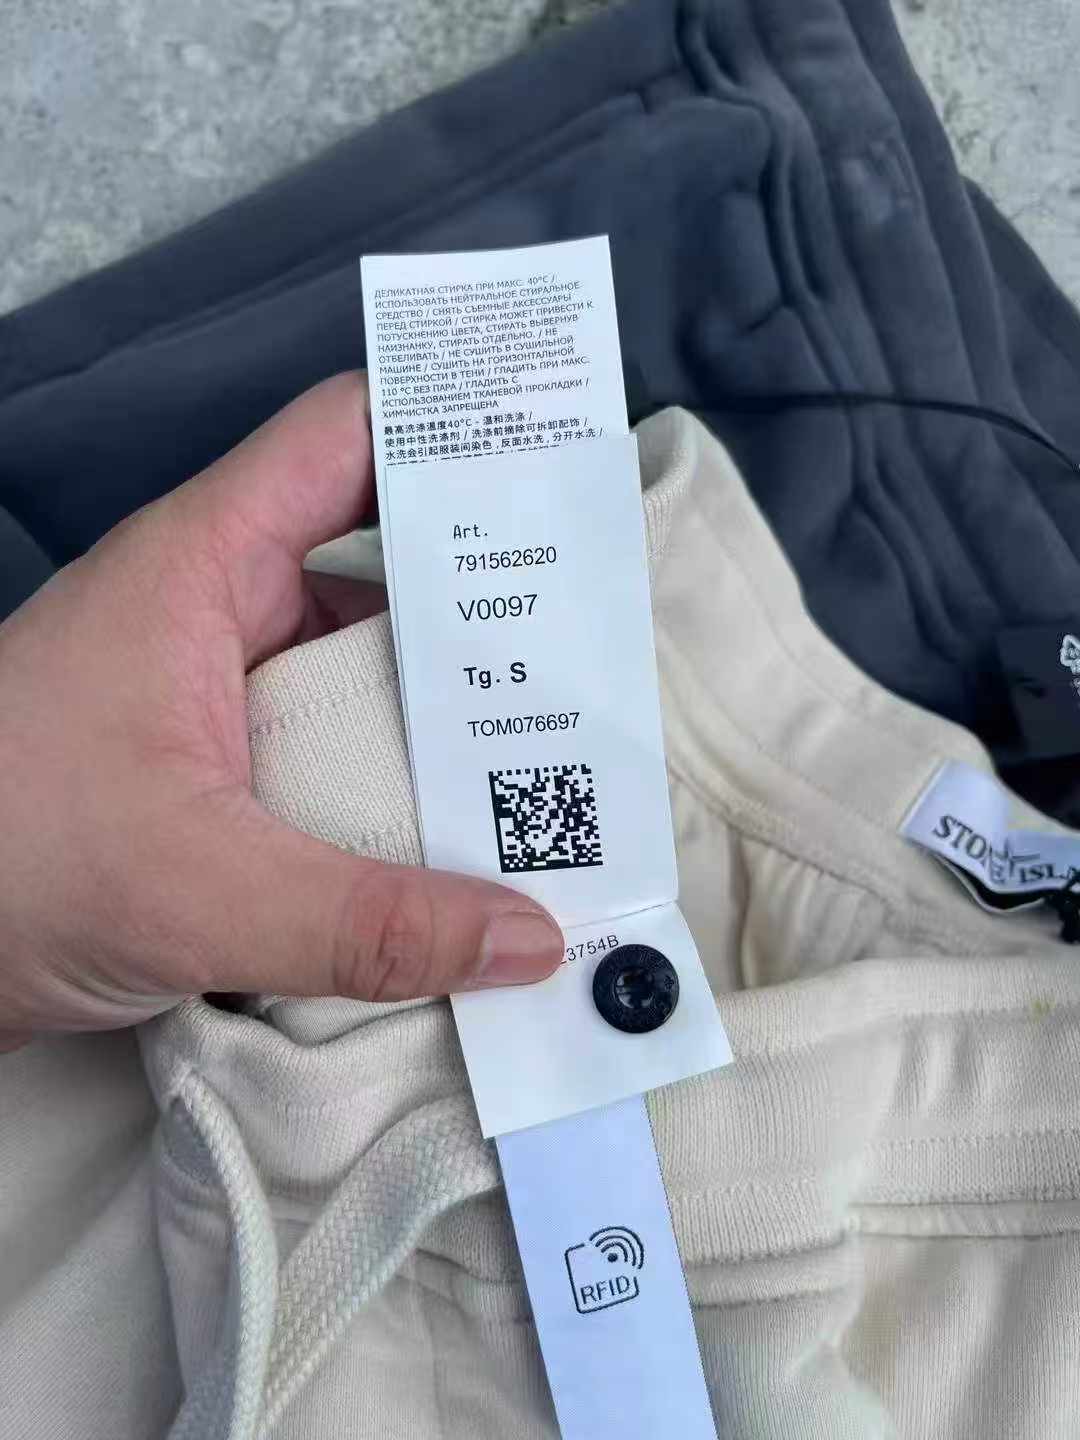 ДЕЛИКАТНАЯ СТИРКА ПРИ МАКС. 40°C /
ИСПОЛЬЗОВАТЬ НЕЙТРАЛЬНОЕ СТИРАЛЬНОЕ
СРЕДСТВО / СНЯТЬ СЪЕМНЫЕ АКСЕССУАРЫ
ПЕРЕД СТИРКОЙ / СТИРКА МОЖЕТ ПРИВЕСТИ К
ПОТУСКНЕНИЮ ЦВЕТА, СТИРАТЬ ВЫВЕРНУВ
НАИЗНАНКУ, СТИРАТЬ ОТДЕЛЬНО. / НЕ
ОТБЕЛИВАТЬ / НЕ СУШИТЬ В СУШИЛЬНОЙ
МАШИНЕ / СУШИТЬ НА ГОРИЗОНТАЛЬНОЙ
ПОВЕРХНОСТИ В ТЕНИ / ГЛАДИТЬ ПРИ МАКС.
110 °C БЕЗ ПАРА / ГЛАДИТЬ С
ИСПОЛЬЗОВАНИЕМ ТКАНЕВОЙ ПРОКЛАДКИ /
ХИМЧИСТКА ЗАПРЕЩЕНА
最高洗涤温度40°C - 温和洗涤 /
使用中性洗涤剂 / 洗涤前摘除可拆卸配饰 /
水洗会引起服装间染色 , 反面水洗 , 分开水洗 /
Art.
791562620
V0097
Tg. S
TOM076697
3754B
STONE ISLA
RFID